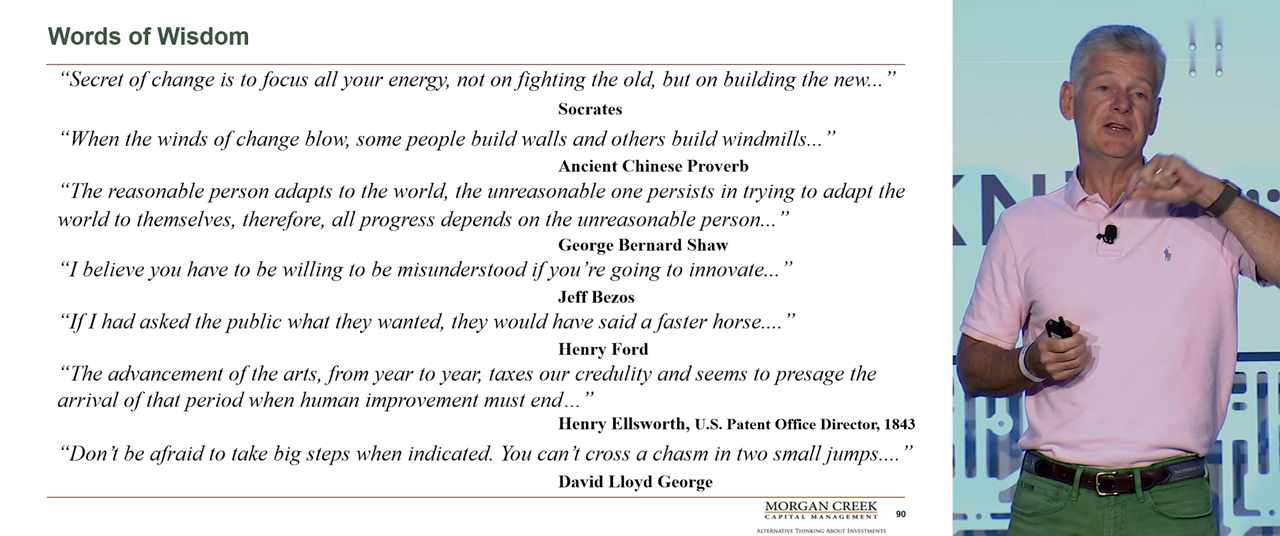 Words of Wisdom
“Secret of change is to focus all your energy, not on fighting the old, but on building the new...”
Socrates
“When the winds of change blow, some people build walls and others build windmills...”
Ancient Chinese Proverb
“The reasonable person adapts to the world, the unreasonable one persists in trying to adapt the
world to themselves, therefore, all progress depends on the unreasonable person...”
George Bernard Shaw
“I believe you have to be willing to be misunderstood if you’re going to innovate...”
Jeff Bezos
“If I had asked the public what they wanted, they would have said a faster horse....”
Henry Ford
“The advancement of the arts, from year to year, taxes our credulity and seems to presage the
arrival of that period when human improvement must end…”
Henry Ellsworth, U.S. Patent Office Director, 1843
“Don’t be afraid to take big steps when indicated. You can’t cross a chasm in two small jumps....”
David Lloyd George
MORGAN CREEK
CAPITAL MANAGEMENT
ALTERNATIVE THINKING ABOUT INVESTMENTS
90